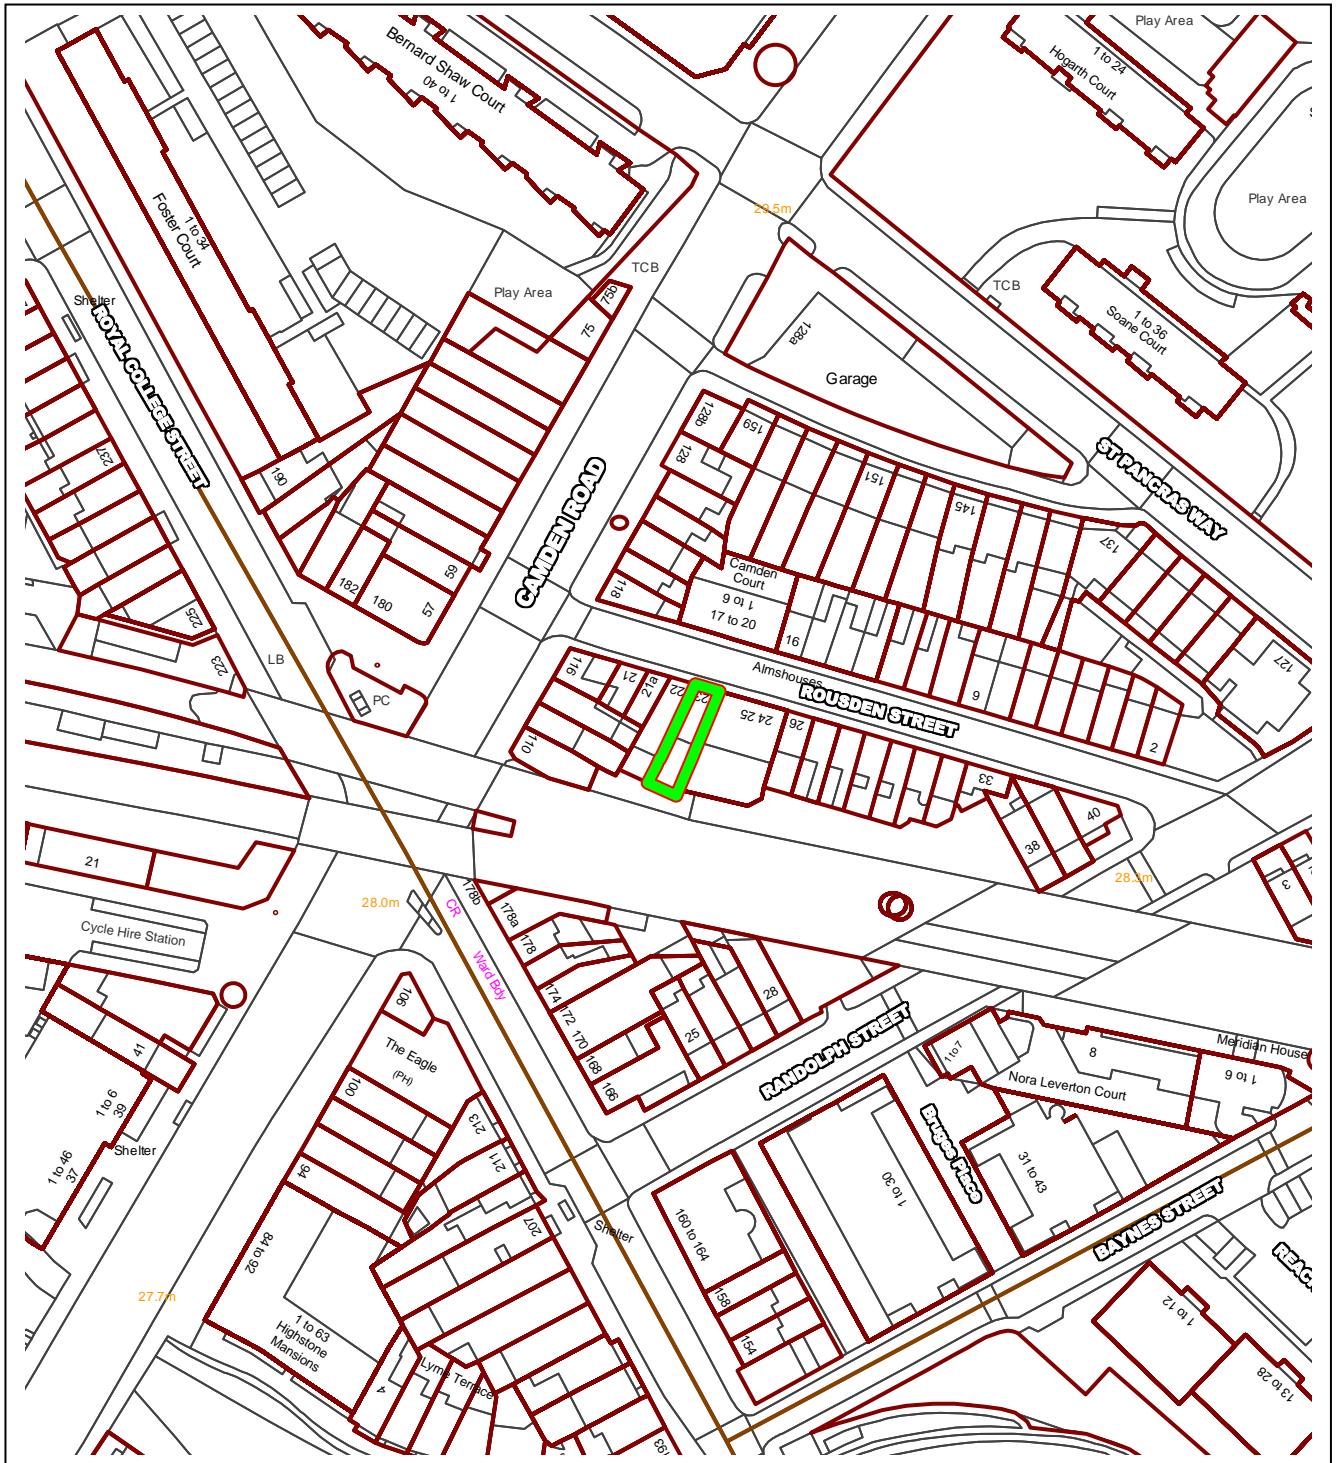 Play Area
Bernard Shaw Court
1 to 40
1 to 24
Hogarth Court
Play Area
1 to 34
Foster Court
29.5m
TCB
TCB
Shelter
Play Area
75b
75
128a
1 to 36
Soane Court
ROYAL COLLEGE STREET
Garage
128b
159
128
237
190
151
145
ST PANCRAS WAY
137
CAMDEN ROAD
59
182
180
57
118
Camden
Court
1 to 6
17 to 20
16
225
223
LB
PC
116
21
21a
22
23
Almshouses
ROUSDEN STREET
9
127
24 25
26
2
110
33
40
38
28.3m
21
28.0m
CR
Ward Bdy
178b
178a
178
3
Cycle Hire Station
174
172
170
168
166
28
25
106
The Eagle
(PH)
100
94
213
211
207
41
1 to 6
39
Shelter
1 to 46
37
RANDOLPH STREET
1 to 7
8
Nora Leverton Court
Meridian House
1 to 6
Bruges Place
31 to 43
1 to 30
BAYNES STREET
160 to 164
Shelter
158
154
84 to 92
27.7m
1 to 63
Highstone
Mansions
4
Lyme Terrace
193
1 to 12
13 to 28